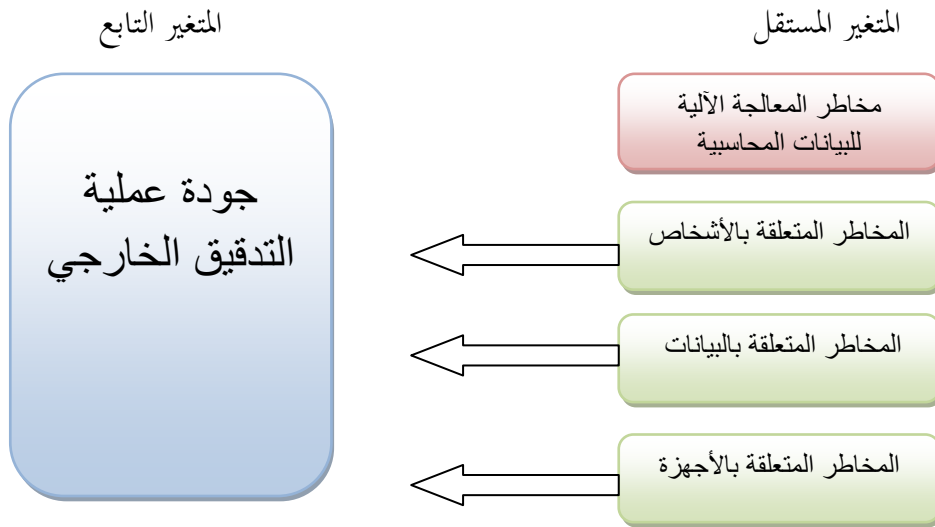 المتغير المستقل
المتغير التابع
مخاطر المعالجة الآلية
للبيانات المحاسبية
المخاطر المتعلقة بالأشخاص
المخاطر المتعلقة بالبيانات
المخاطر المتعلقة بالأجهزة
جودة عملية
التدقيق الخارجي